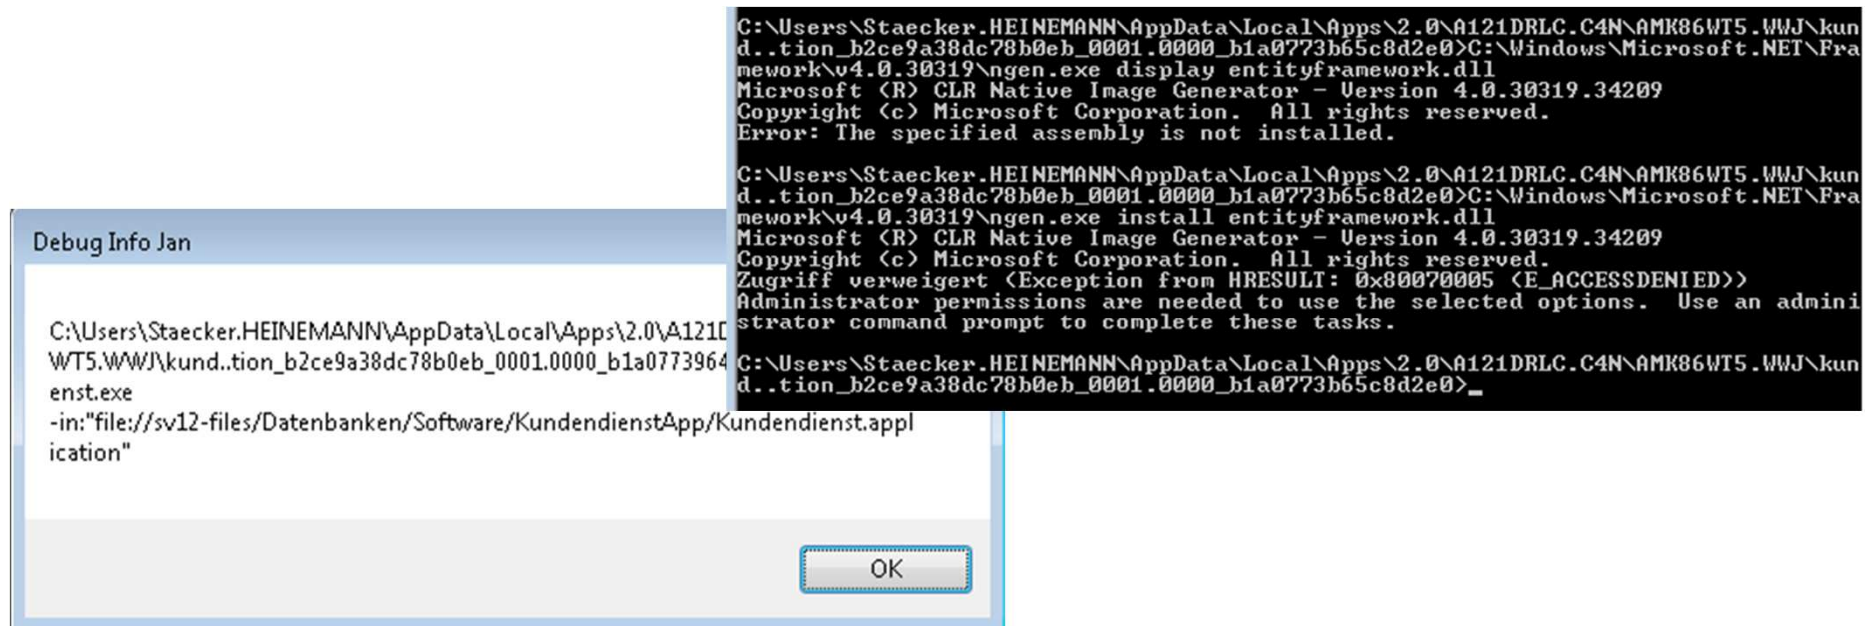 C:\Users\Staecker.HEINEMANN\AppData\Local\Apps\2.0\A121DRLC.C4N\AMK86WT5.WWJ\kun
d..tion_b2ce9a38dc78b0eb_0001.0000_b1a0773b65c8d2e0>C:\Windows\Microsoft.NET\Fra
mework\v4.0.30319\ngen.exe display entityframework.dll
Microsoft (R) CLR Native Image Generator - Version 4.0.30319.34209
Copyright (c) Microsoft Corporation.  All rights reserved.
Error: The specified assembly is not installed.
C:\Users\Staecker.HEINEMANN\AppData\Local\Apps\2.0\A121DRLC.C4N\AMK86WT5.WWJ\kun
d..tion_b2ce9a38dc78b0eb_0001.0000_b1a0773b65c8d2e0>C:\Windows\Microsoft.NET\Fra
mework\v4.0.30319\ngen.exe install entityframework.dll
Microsoft (R) CLR Native Image Generator - Version 4.0.30319.34209
Copyright (c) Microsoft Corporation.  All rights reserved.
Zugriff verweigert (Exception from HRESULT: 0x80070005 (E_ACCESSDENIED))
Administrator permissions are needed to use the selected options.  Use an admini
strator command prompt to complete these tasks.
C:\Users\Staecker.HEINEMANN\AppData\Local\Apps\2.0\A121DRLC.C4N\AMK86WT5.WWJ\kun
d..tion_b2ce9a38dc78b0eb_0001.0000_b1a0773b65c8d2e0>_
Debug Info Jan
C:\Users\Staecker.HEINEMANN\AppData\Local\Apps\2.0\A121D
WT5.WWJ\kund..tion_b2ce9a38dc78b0eb_0001.0000_b1a0773964
enst.exe
-in:"file://sv12-files/Datenbanken/Software/KundendienstApp/Kundendienst.appl
ication"
OK